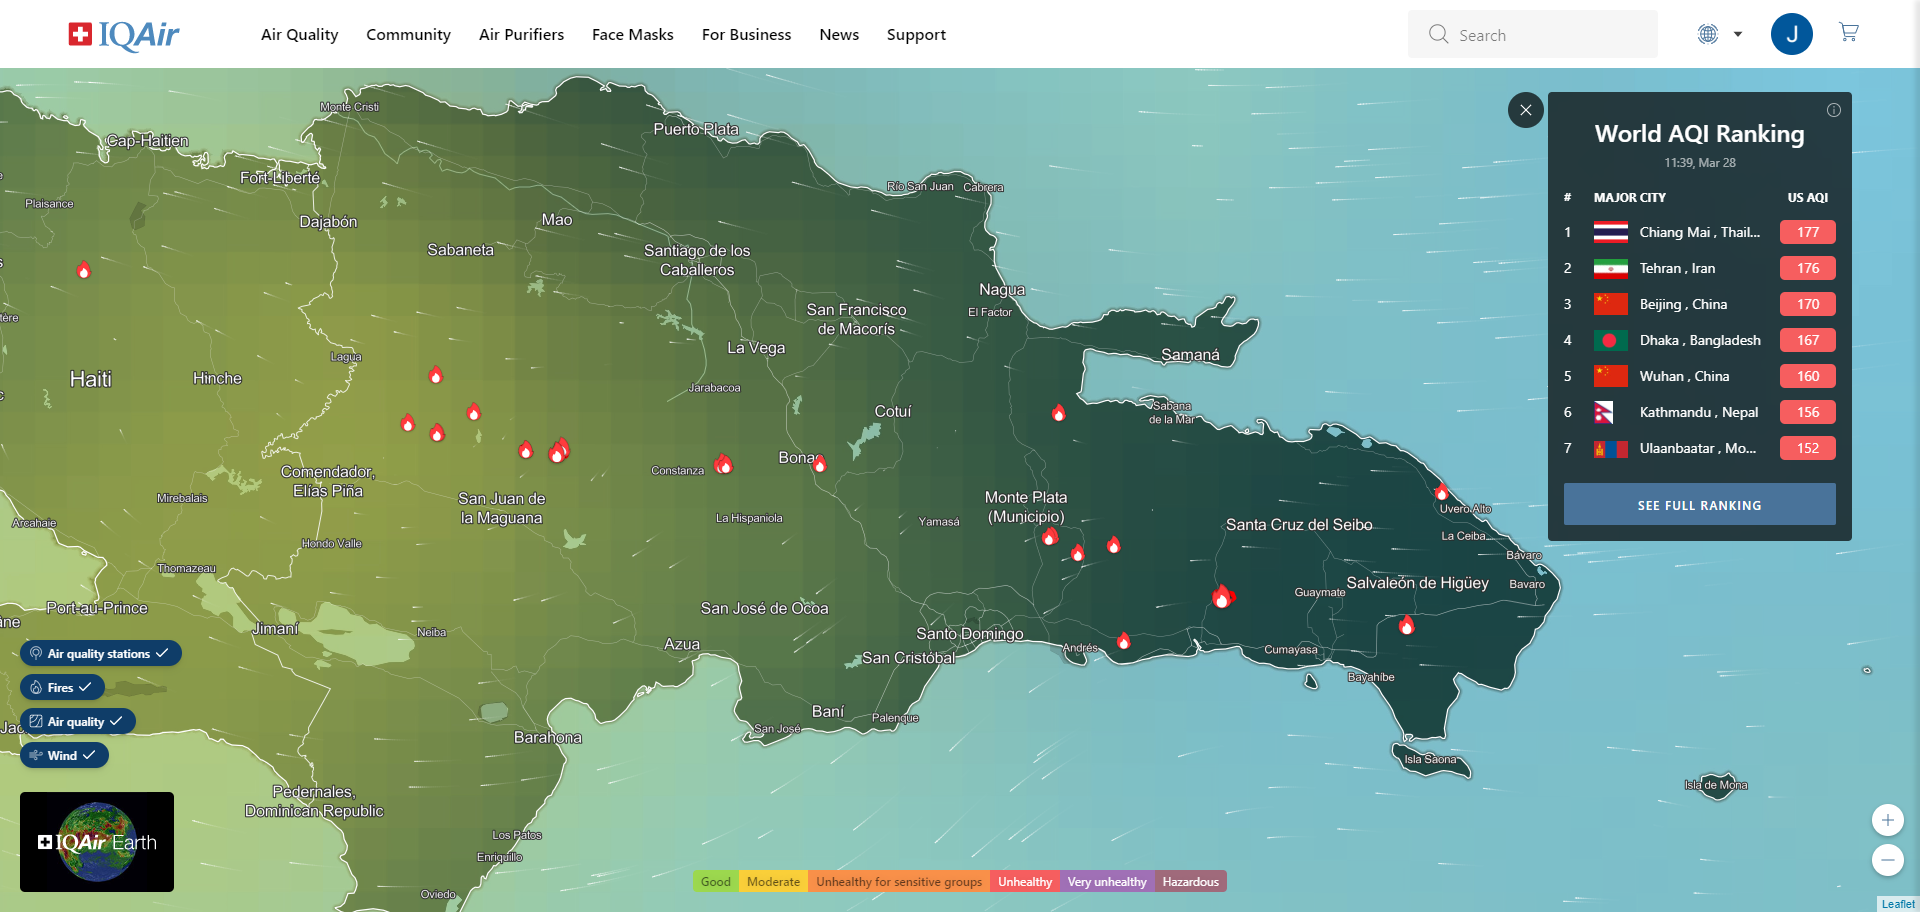 IQAir
Air Quality
Community
Air Purifiers
Face Masks
For Business
News
Support
Search
J
World AQI Ranking
11:39, Mar 28
# MAJOR CITY US AQI
1 Chiang Mai , Thail... 177
2 Tehran , Iran 176
3 Beijing , China 170
4 Dhaka , Bangladesh 167
5 Wuhan , China 160
6 Kathmandu , Nepal 156
7 Ulaanbaatar , Mo... 152
SEE FULL RANKING
Monte Cristi
Puerto Plata
Cap-Haïtien
Fort-Liberté
Río San Juan
Cabrera
Plaisance
Dajabón
Mao
Sabaneta
Santiago de los
Caballeros
Nagua
El Factor
San Francisco
de Macorís
La Vega
Lagua
Samaná
Haiti
Hinche
Jarabacoa
Cotuí
Sabana
de la Mar
Constanza
Bonao
Comendador,
Elías Piña
Mirebalais
San Juan de
la Maguana
Monte Plata
(Municipio)
La Hispaniola
Yamasá
Santa Cruz del Seibo
Uvero Alto
La Ceiba
Arcahaie
Hondo Valle
Bávaro
Thomazeau
Salvaleón de Higüey
Bavaro
Guaymate
Port-au-Prince
San José de Ocoa
Jimaní
Neiba
Azua
Santo Domingo
San Cristóbal
Andrés
Cumayasa
Bayahíbe
Air quality stations
Fires
Air quality
Wind
Baní
Palenque
San José
Barahona
Isla Saona
Isla de Mona
Pedernales,
Dominican Republic
Los Patos
Enriquillo
Oviedo
IQAir Earth
Good
Moderate
Unhealthy for sensitive groups
Unhealthy
Very unhealthy
Hazardous
Leaflet